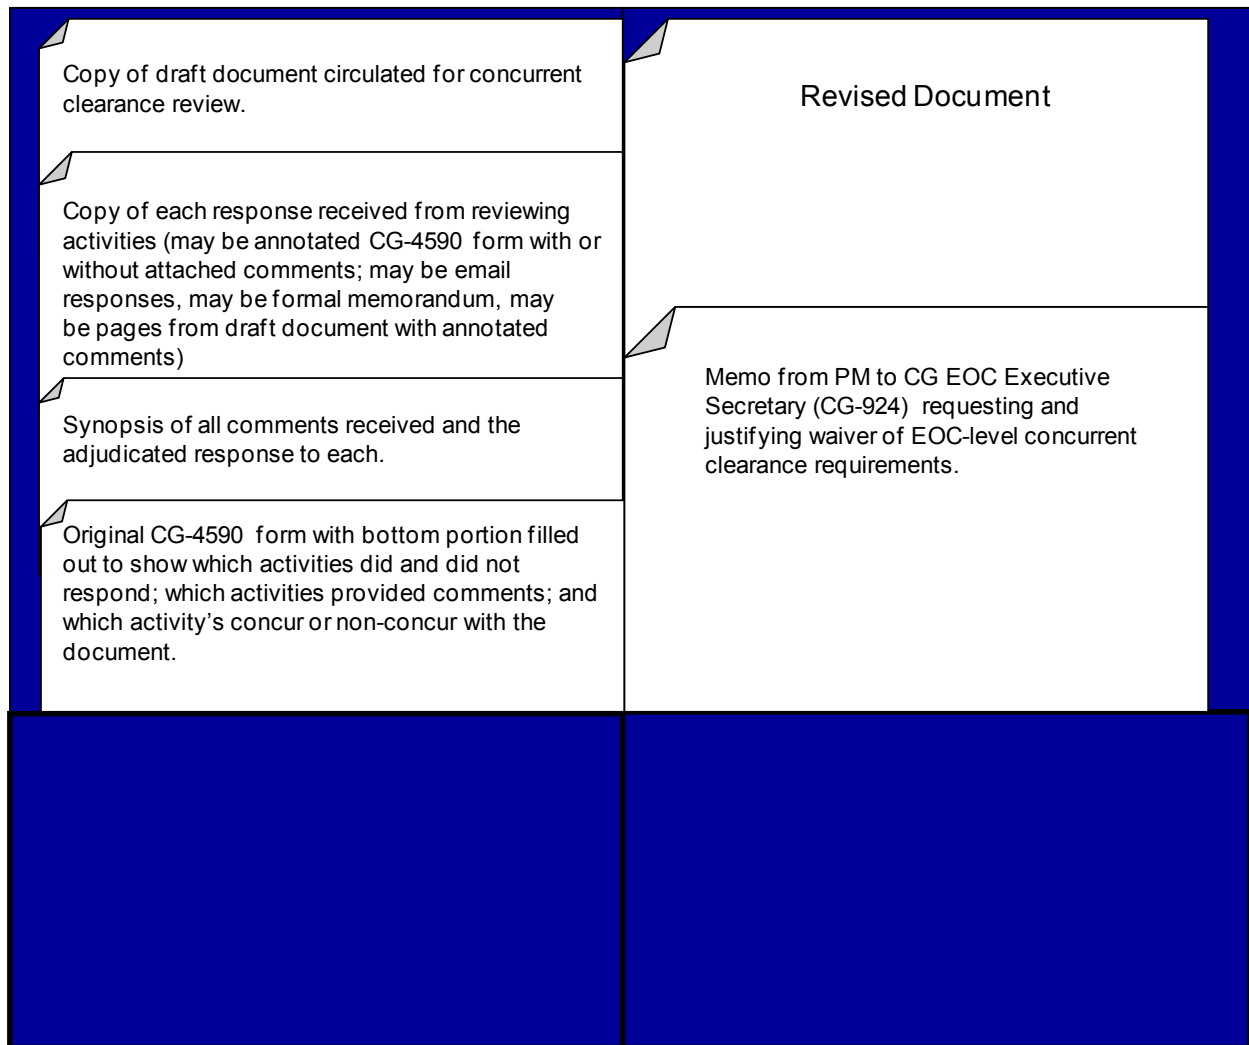 Copy of draft document circulated for concurrent
clearance review.
Copy of each response received from reviewing
activities (may be annotated CG-4590 form with or
without attached comments; may be email
responses, may be formal memorandum, may
be pages from draft document with annotated
comments)
Synopsis of all comments received and the
adjudicated response to each.
Original CG-4590 form with bottom portion filled
out to show which activities did and did not
respond; which activities provided comments; and
which activity’s concur or non-concur with the
document.
Revised Document
Memo from PM to CG EOC Executive
Secretary (CG-924) requesting and
justifying waiver of EOC-level concurrent
clearance requirements.